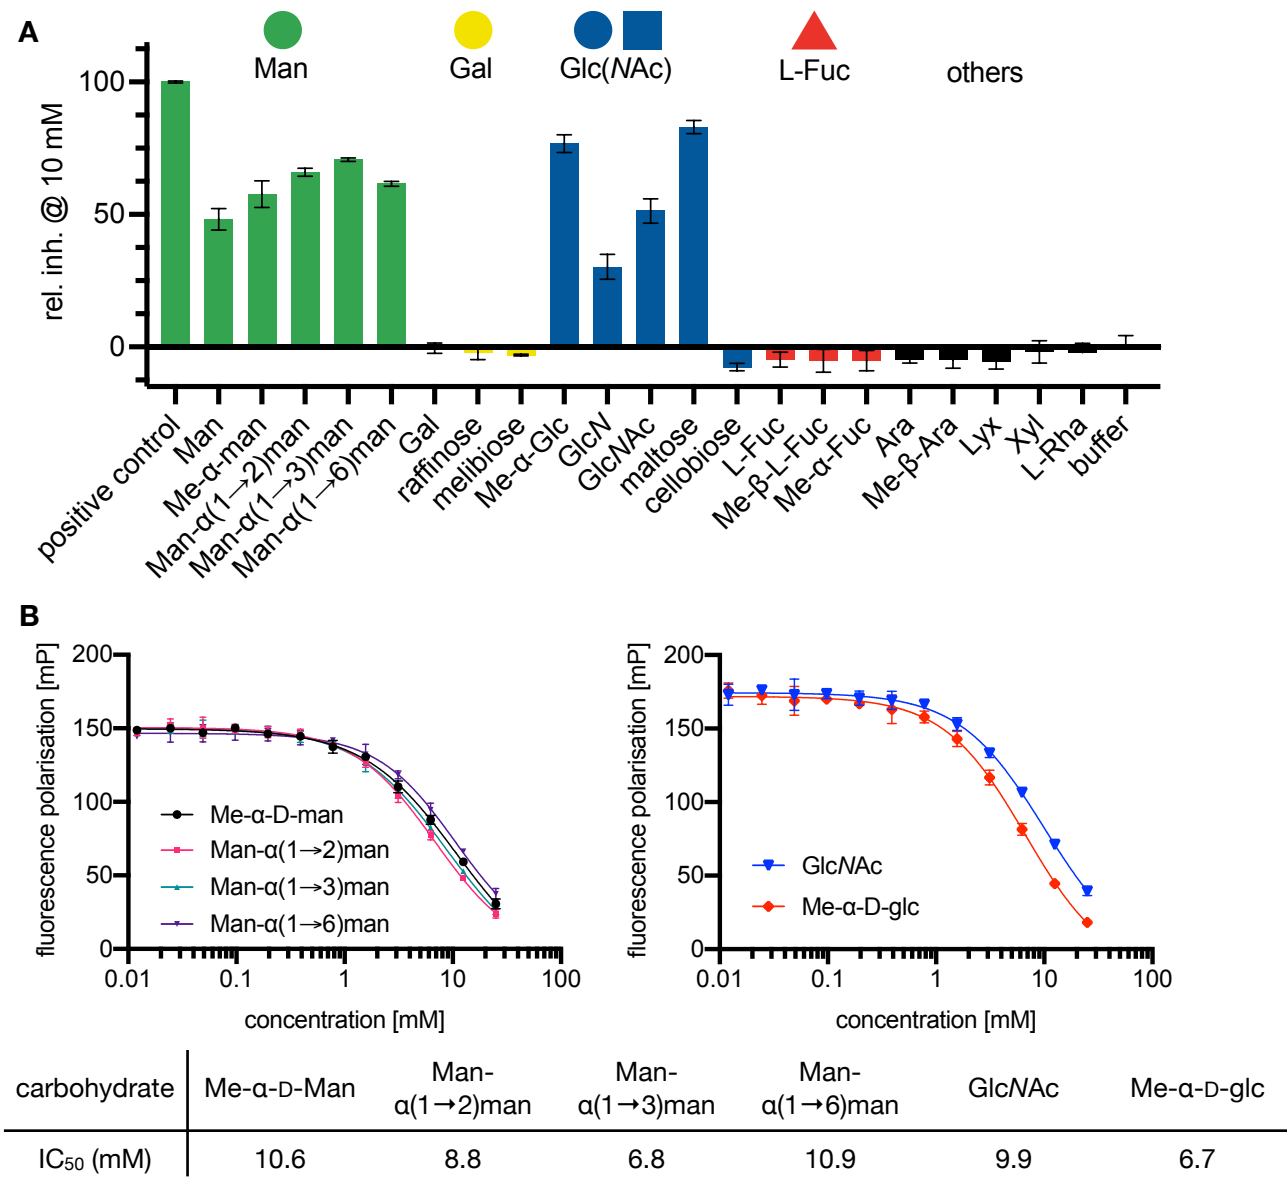 A
Man
Gal
Glc(NAc)
L-Fuc
others
rel. inh. @ 10 mM
100
50
0
positive control
Man
Me-α-man
Man-α(1→2)man
Man-α(1→3)man
Man-α(1→6)man
Gal
raffinose
melibiose
Me-α-Glc
GlcN
GlcNAc
maltose
cellobiose
L-Fuc
Me-β-L-Fuc
Me-α-Fuc
Ara
Me-β-Ara
Lyx
Xyl
L-Rha
buffer
B
fluorescence polarisation [mP]
200
150
100
50
0
Me-α-D-man
Man-α(1→2)man
Man-α(1→3)man
Man-α(1→6)man
0.01 0.1 1 10 100
concentration [mM]
fluorescence polarisation [mP]
200
150
100
50
0
GlcNAc
Me-α-D-glc
0.01 0.1 1 10 100
concentration [mM]
carbohydrate Me-α-D-Man Man-α(1→2)man Man-α(1→3)man Man-α(1→6)man GlcNAc Me-α-D-glc
IC50 (mM) 10.6 8.8 6.8 10.9 9.9 6.7